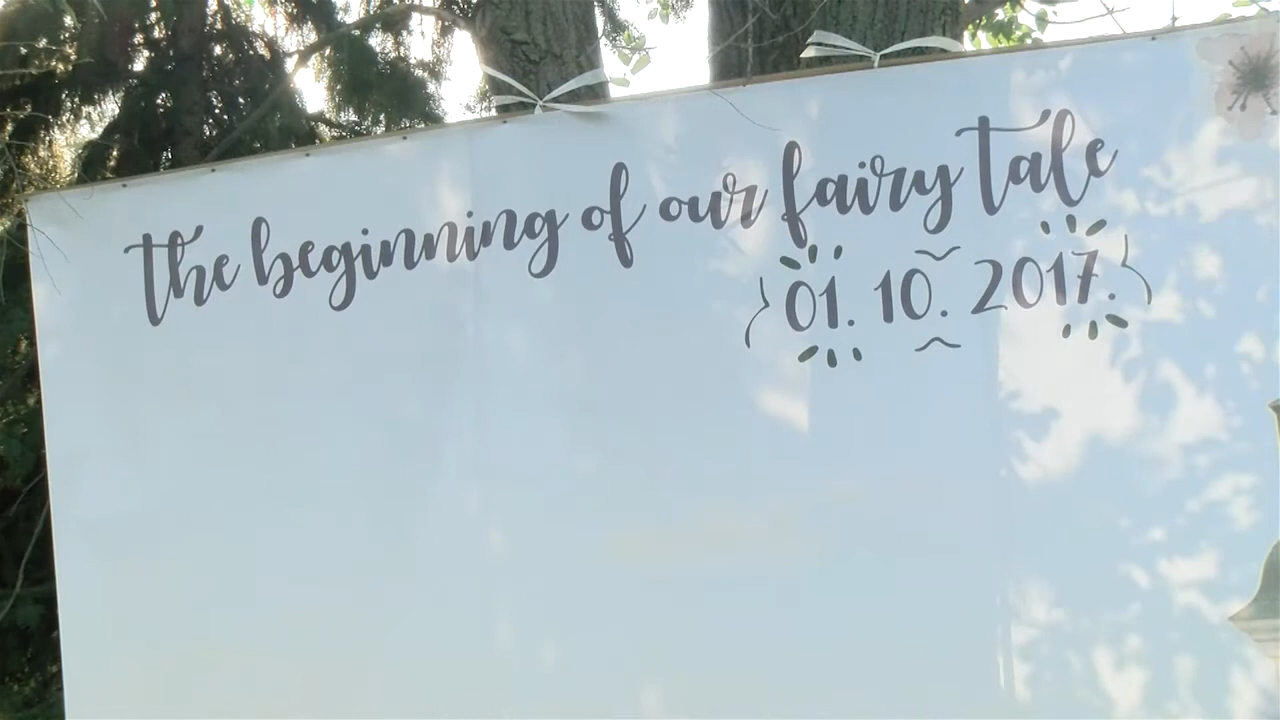 the beginning of our fairy tale
01. 10. 2017.